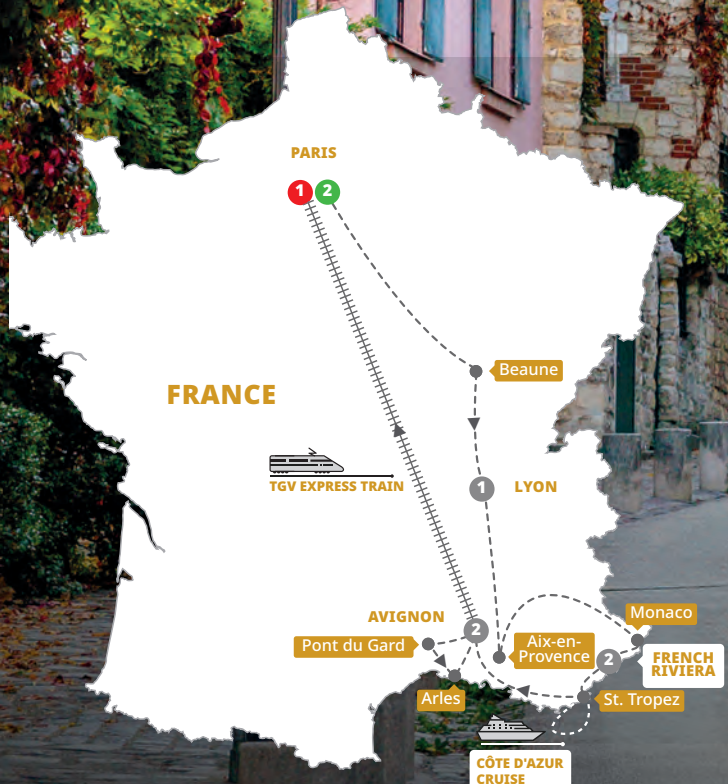 PARIS
1 2
Beaune
FRANCE
1 LYON
TGV EXPRESS TRAIN
AVIGNON
2
Pont du Gard
Arles
Aix-en-
Provence
Monaco
2
FRENCH
RIVIERA
St. Tropez
CÔTE D'AZUR
CRUISE